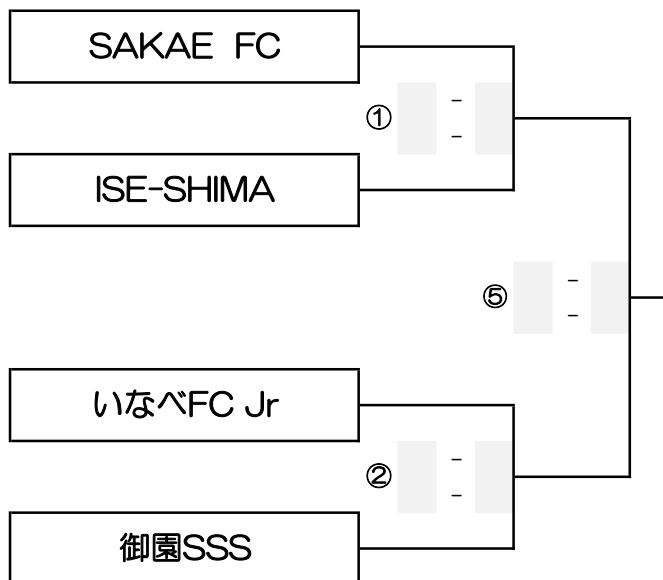 SAKAE FC
① -
-
ISE-SHIMA
⑤ -
-
いなべFC Jr
② -
-
御園SSS